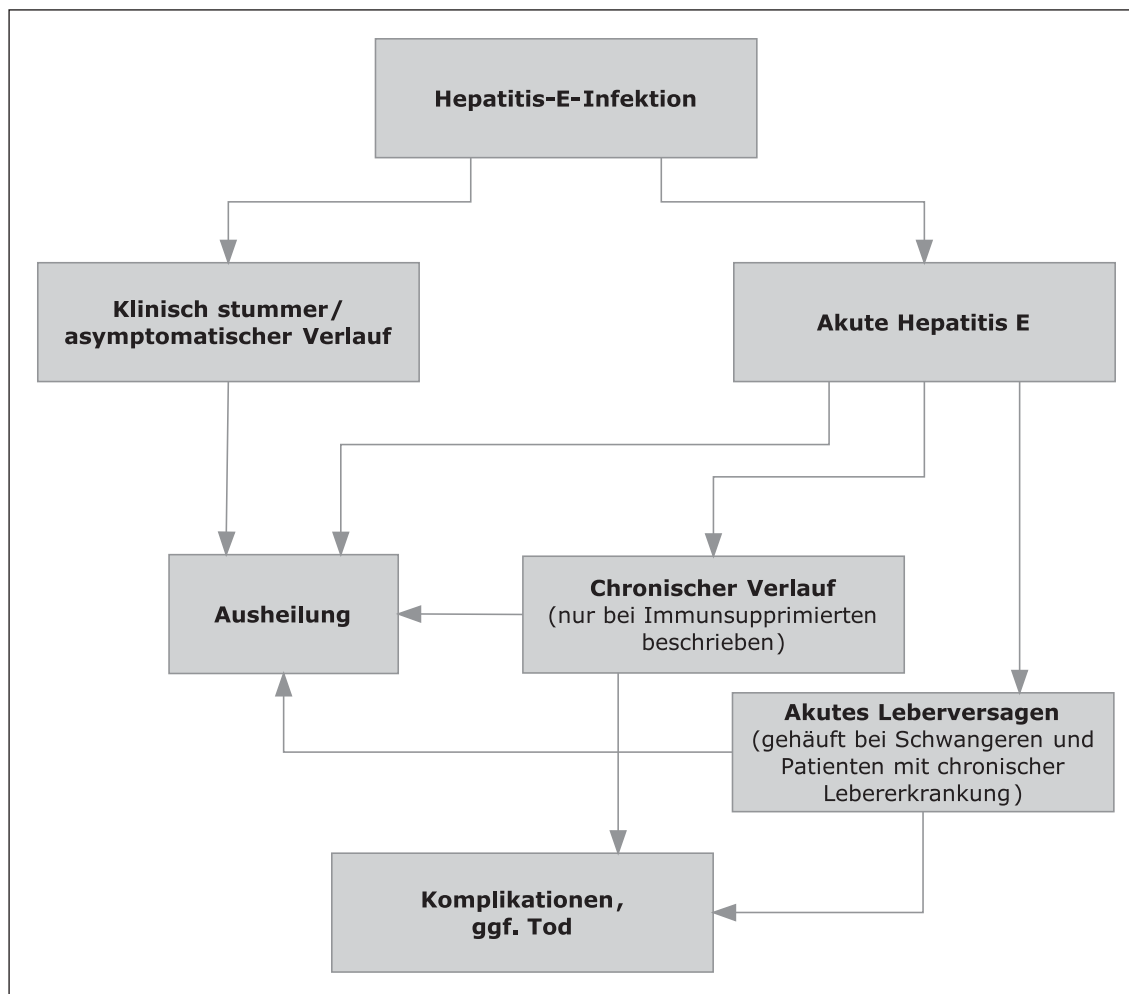 Hepatitis-E-Infektion
Klinisch stummer/
asymptomatischer Verlauf
Akute Hepatitis E
Ausheilung
Chronischer Verlauf
(nur bei Immunsupprimierten
beschrieben)
Akutes Leberversagen
(gehäuft bei Schwangeren und
Patienten mit chronischer
Lebererkrankung)
Komplikationen,
ggf. Tod